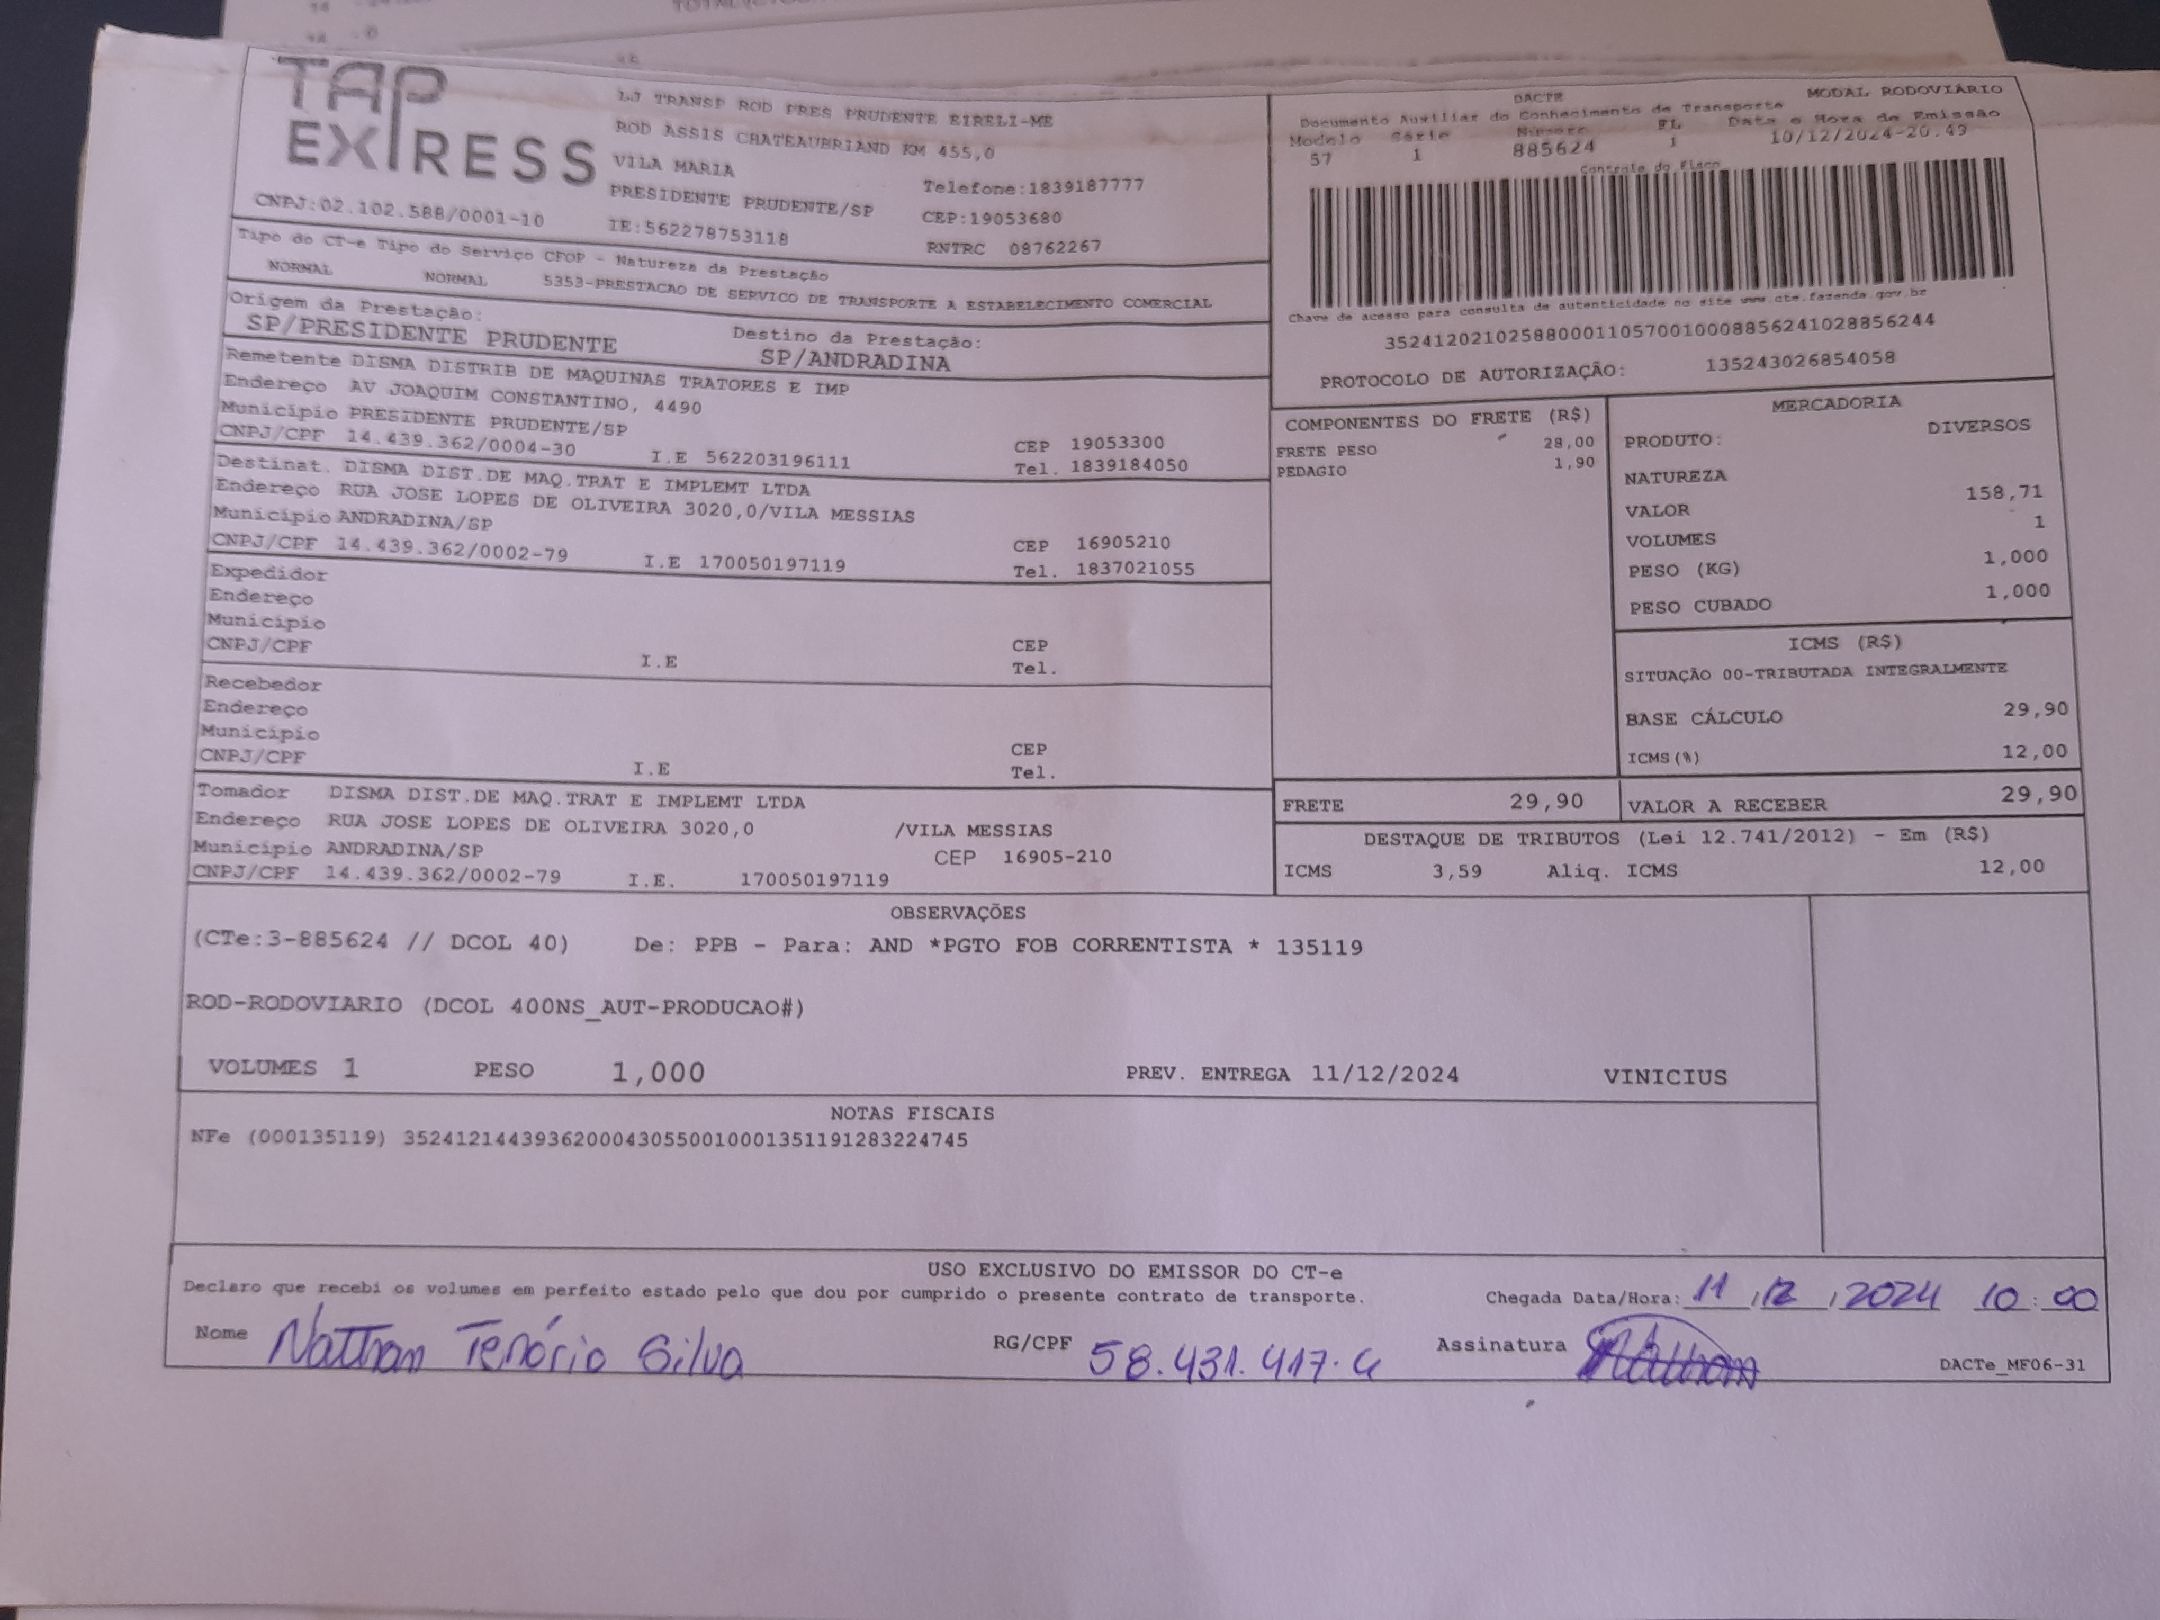 TAP
EXPRESS
CNPJ:02.102.588/0001-10
LJ TRANSP ROD PRES PRUDENTE EIRELI-ME
ROD ASSIS CHATEAUBRIAND KM 455,0
VILA MARIA
PRESIDENTE PRUDENTE/SP
IE:562278753118
Telefone:1839187777
CEP:19053680
RNTRC 08762267
DACTE MODAL RODOVIÁRIO
Documento Auxiliar do Conhecimento de Transporte
Modelo Série Número FL Data e Hora de Emissão
57 1 885624 1 10/12/2024-20.49
Controle do Fisco
Chave de acesso para consulta de autenticidade no site www.cte.fazenda.gov.br
35241202102588000110570010008856241028856244
PROTOCOLO DE AUTORIZAÇÃO: 135243026854058
Tipo do CT-e Tipo do Serviço CFOP - Natureza da Prestação
NORMAL NORMAL 5353-PRESTACAO DE SERVICO DE TRANSPORTE A ESTABELECIMENTO COMERCIAL
Origem da Prestação: Destino da Prestação:
SP/PRESIDENTE PRUDENTE SP/ANDRADINA
Remetente DISMA DISTRIB DE MAQUINAS TRATORES E IMP
Endereço AV JOAQUIM CONSTANTINO, 4490
Município PRESIDENTE PRUDENTE/SP CEP 19053300
CNPJ/CPF 14.439.362/0004-30 I.E 562203196111 Tel. 1839184050
Destinat. DISMA DIST.DE MAQ.TRAT E IMPLEMT LTDA
Endereço RUA JOSE LOPES DE OLIVEIRA 3020,0/VILA MESSIAS
Município ANDRADINA/SP CEP 16905210
CNPJ/CPF 14.439.362/0002-79 I.E 170050197119 Tel. 1837021055
Expedidor
Endereço
Município CEP
CNPJ/CPF I.E Tel.
Recebedor
Endereço
Município CEP
CNPJ/CPF I.E Tel.
Tomador DISMA DIST.DE MAQ.TRAT E IMPLEMT LTDA
Endereço RUA JOSE LOPES DE OLIVEIRA 3020,0 /VILA MESSIAS
Município ANDRADINA/SP CEP 16905-210
CNPJ/CPF 14.439.362/0002-79 I.E. 170050197119
COMPONENTES DO FRETE (R$)
FRETE PESO 28,00
PEDAGIO 1,90
MERCADORIA
PRODUTO: DIVERSOS
NATUREZA
VALOR 158,71
VOLUMES 1
PESO (KG) 1,000
PESO CUBADO 1,000
ICMS (R$)
SITUAÇÃO 00-TRIBUTADA INTEGRALMENTE
BASE CÁLCULO 29,90
ICMS(%) 12,00
FRETE 29,90 VALOR A RECEBER 29,90
DESTAQUE DE TRIBUTOS (Lei 12.741/2012) - Em (R$)
ICMS 3,59 Aliq. ICMS 12,00
OBSERVAÇÕES
(CTe:3-885624 // DCOL 40) De: PPB - Para: AND *PGTO FOB CORRENTISTA * 135119
ROD-RODOVIARIO (DCOL 400NS_AUT-PRODUCAO#)
VOLUMES 1 PESO 1,000 PREV. ENTREGA 11/12/2024 VINICIUS
NOTAS FISCAIS
NFe (000135119) 35241214439362000430550010001351191283224745
USO EXCLUSIVO DO EMISSOR DO CT-e
Declaro que recebi os volumes em perfeito estado pelo que dou por cumprido o presente contrato de transporte. Chegada Data/Hora: 11/12/2024 10:00
Nome Natthan Tenório Silva RG/CPF 58.431.417.4 Assinatura Natthan
DACTe_MF06-31